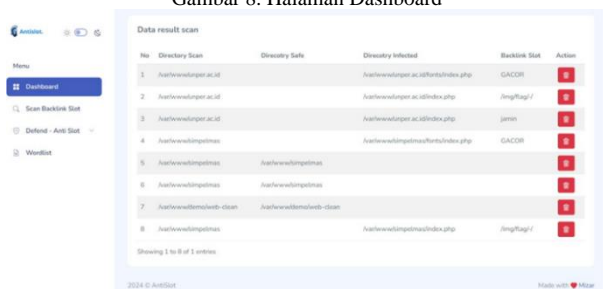 Gambar 8. Halaman Dashboard
AntiSlot.
Data result scan
No Directory Scan Direcotry Safe Direcotry Infected Backlink Slot Action
Menu
1 /var/www/unper.ac.id /var/www/unper.ac.id/fonts/index.php GACOR
Dashboard
2 /var/www/unper.ac.id /var/www/unper.ac.id/index.php /img/flag/-/
Scan Backlink Slot
3 /var/www/unper.ac.id /var/www/unper.ac.id/index.php jamin
Defend - Anti Slot
4 /var/www/simpelmas /var/www/simpelmas/fonts/index.php GACOR
Wordlist
5 /var/www/simpelmas /var/www/simpelmas
6 /var/www/simpelmas /var/www/simpelmas
7 /var/www/demo/web-clean /var/www/demo/web-clean
8 /var/www/simpelmas /var/www/simpelmas/index.php /img/flag/-/
Showing 1 to 8 of 1 entries
2024 © AntiSlot Made with Mizar